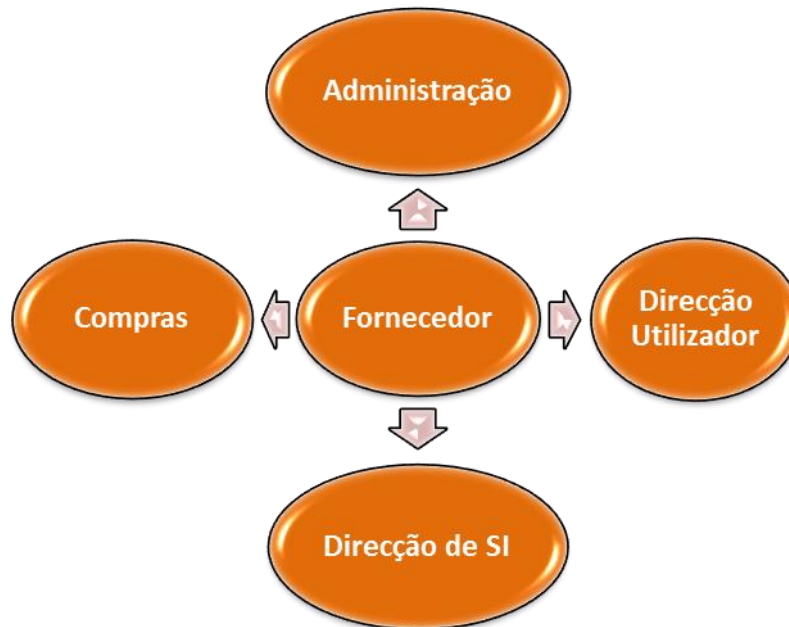 Administração
Compras
Fornecedor
Direcção
Utilizador
Direcção de SI